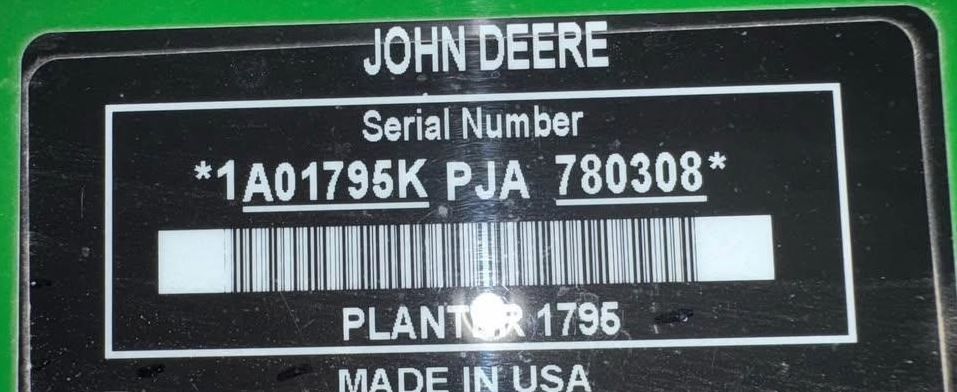 JOHN DEERE
Serial Number
*1A01795K PJA 780308*
PLANTER 1795
MADE IN USA